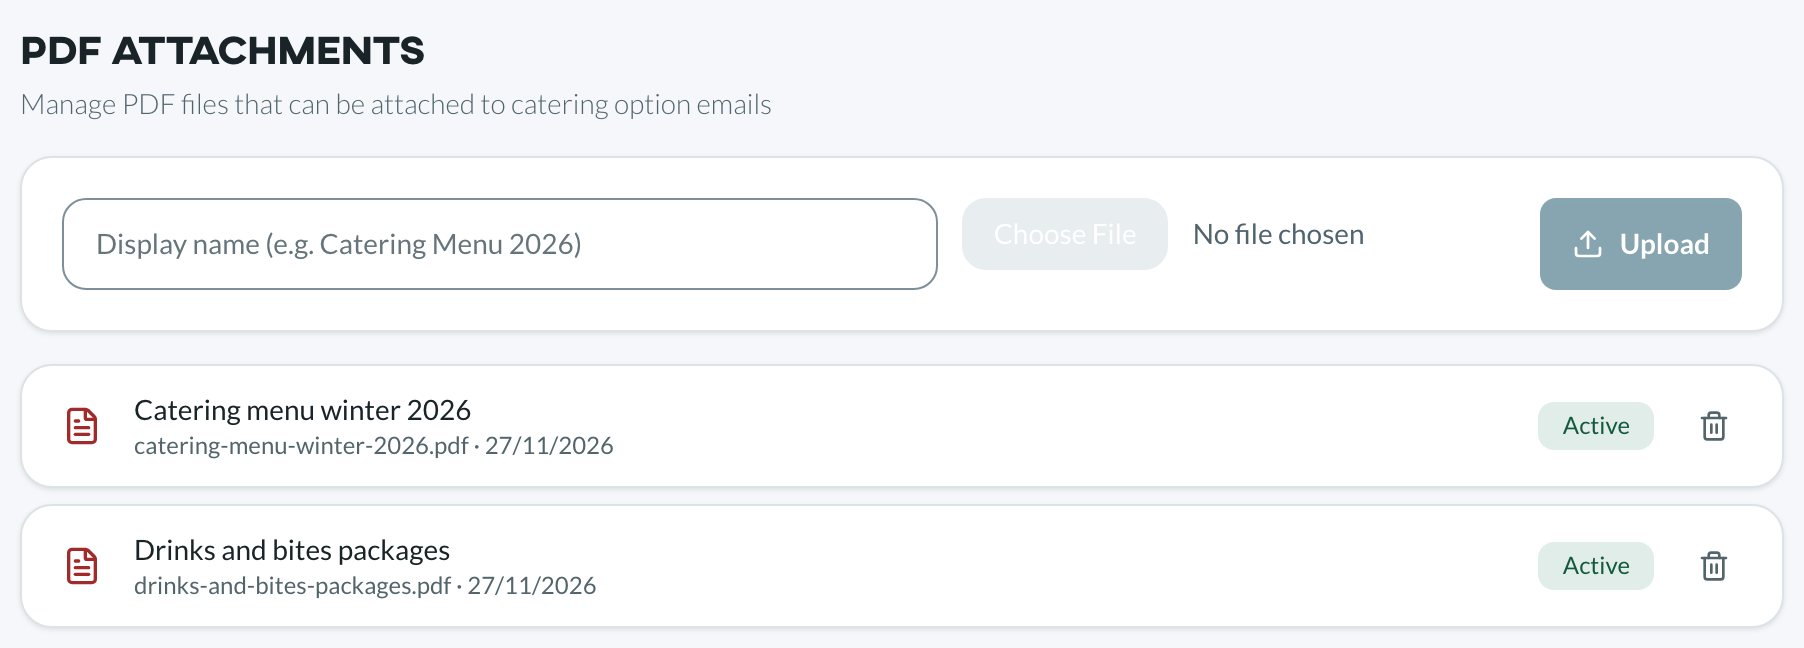 PDF ATTACHMENTS
Manage PDF files that can be attached to catering option emails
Display name (e.g. Catering Menu 2026)
Choose File
No file chosen
Upload
Catering menu winter 2026
catering-menu-winter-2026.pdf · 27/11/2026
Active
Drinks and bites packages
drinks-and-bites-packages.pdf · 27/11/2026
Active